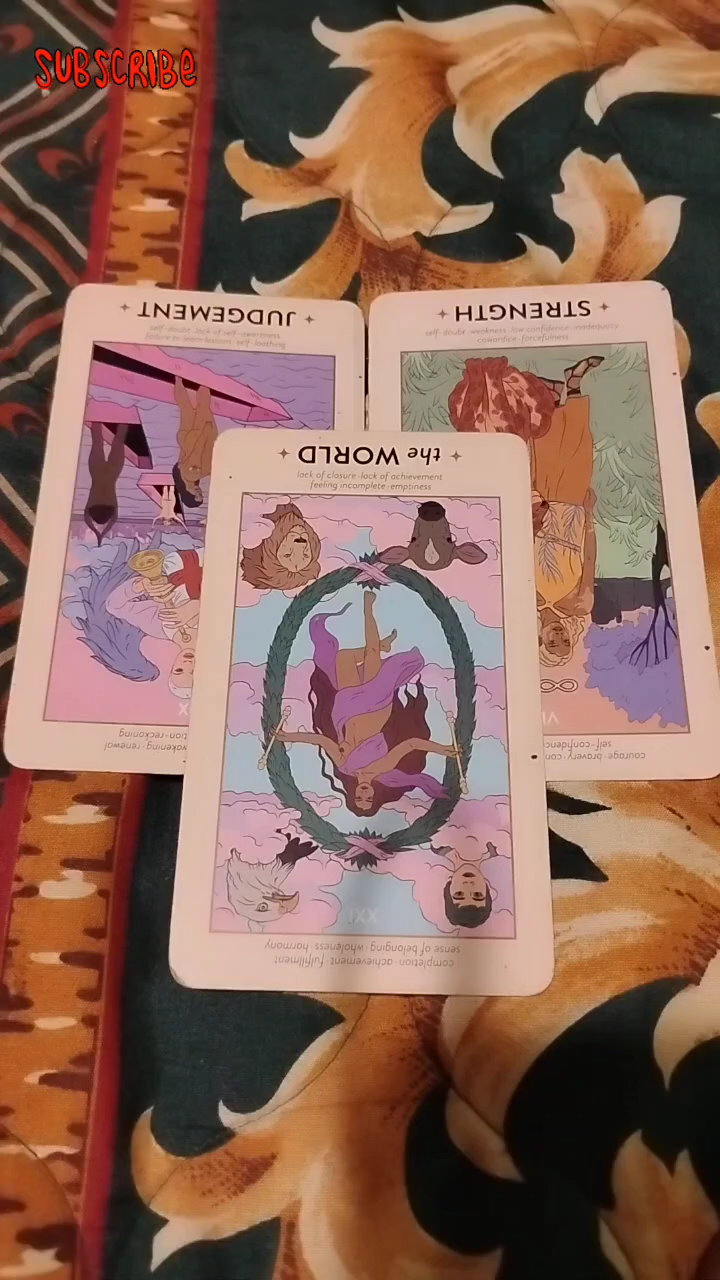 SUBSCRIBE
✦ JUDGEMENT ✦
self-doubt·lack of self-awareness
failure to learn lessons·self-loathing
✦ STRENGTH ✦
self-doubt·weakness·low confidence·inadequacy
cowardice·forcefulness
✦ the WORLD ✦
lack of closure·lack of achievement
feeling incomplete·emptiness
XXI
sense of belonging·wholeness·harmony
completion·achievement·fulfillment
reckoning
awakening·renewal
self-confidence
courage·bravery